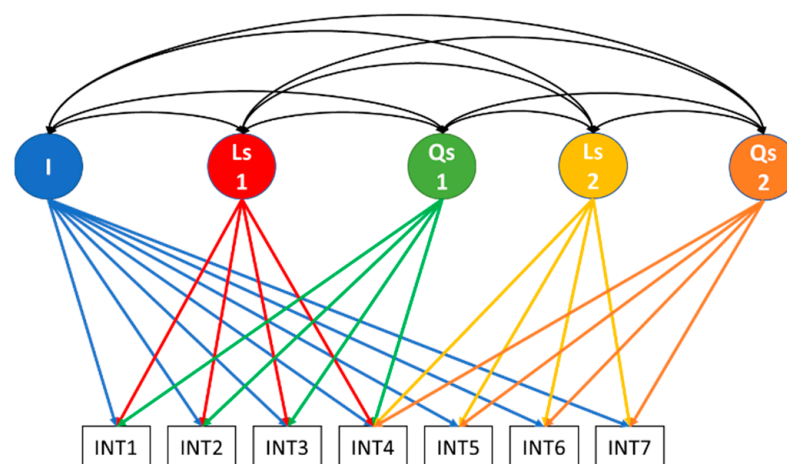 I
Ls
1
Qs
1
Ls
2
Qs
2
INT1 INT2 INT3 INT4 INT5 INT6 INT7